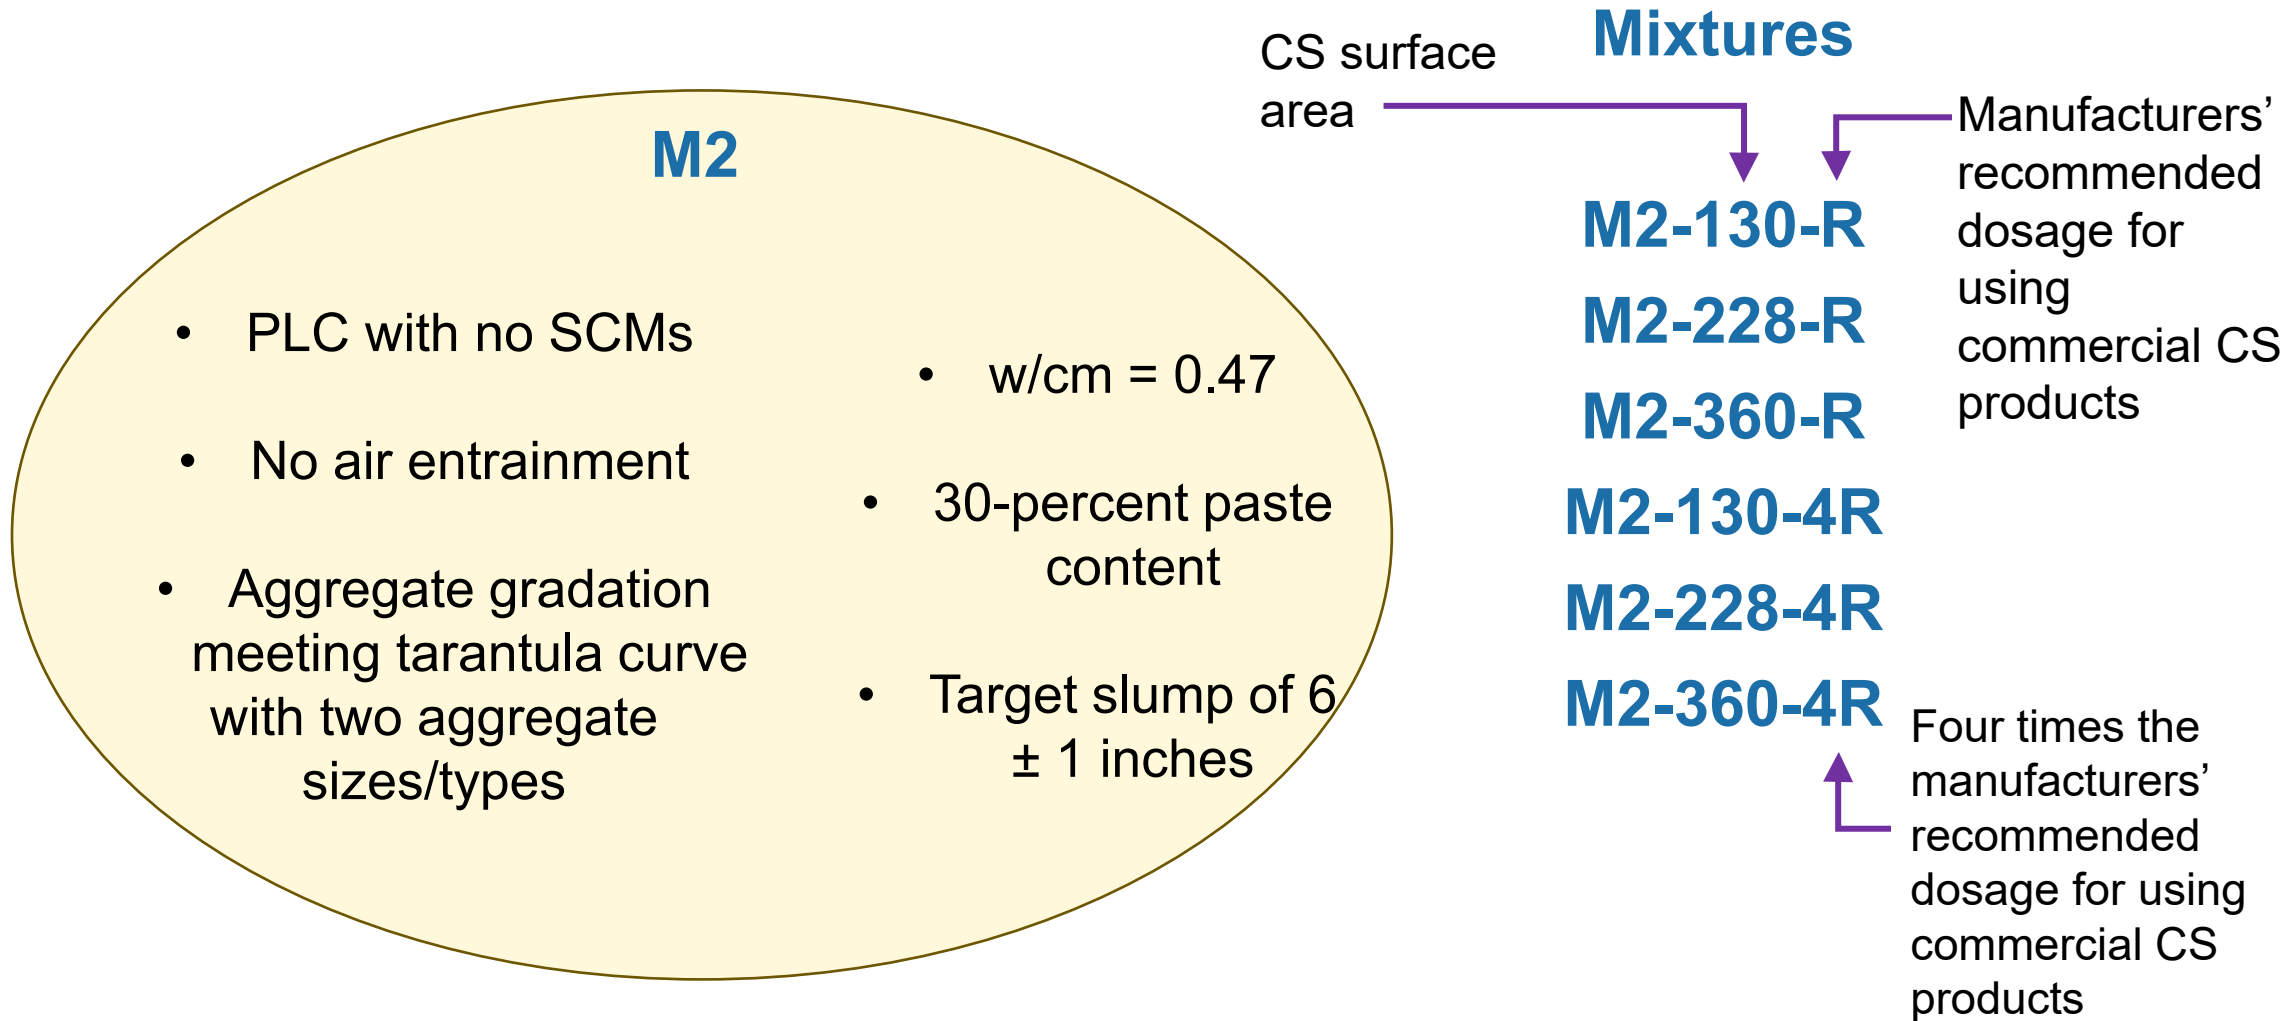 M2
• PLC with no SCMs
• No air entrainment
• Aggregate gradation
meeting tarantula curve
with two aggregate
sizes/types
• w/cm = 0.47
• 30-percent paste
content
• Target slump of 6
± 1 inches
Mixtures
CS surface
area
Manufacturers’
recommended
dosage for
using
commercial CS
products
M2-130-R
M2-228-R
M2-360-R
M2-130-4R
M2-228-4R
M2-360-4R
Four times the
manufacturers’
recommended
dosage for using
commercial CS
products